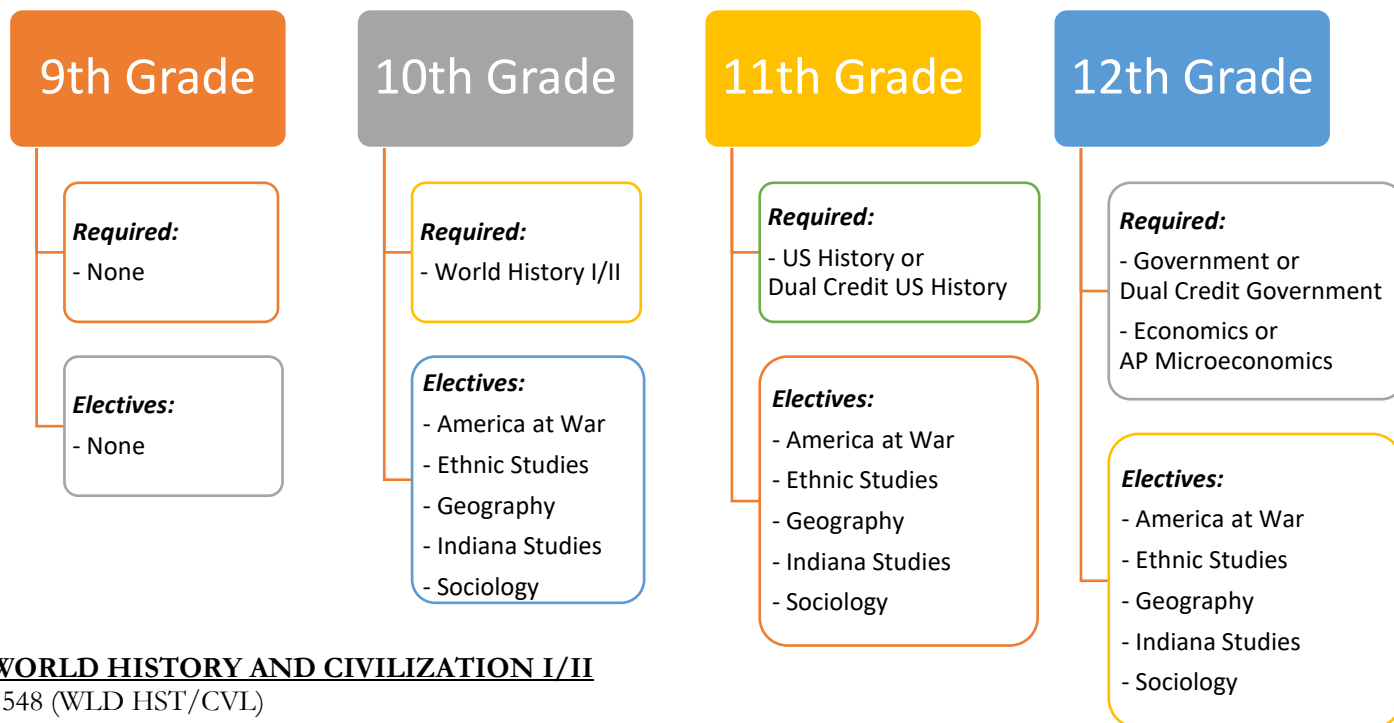 9th Grade
Required:
- None
Electives:
- None
10th Grade
Required:
- World History I/II
Electives:
- America at War
- Ethnic Studies
- Geography
- Indiana Studies
- Sociology
11th Grade
Required:
- US History or
Dual Credit US History
Electives:
- America at War
- Ethnic Studies
- Geography
- Indiana Studies
- Sociology
12th Grade
Required:
- Government or
Dual Credit Government
- Economics or
AP Microeconomics
Electives:
- America at War
- Ethnic Studies
- Geography
- Indiana Studies
- Sociology
WORLD HISTORY AND CIVILIZATION I/II
548 (WLD HST/CVL)